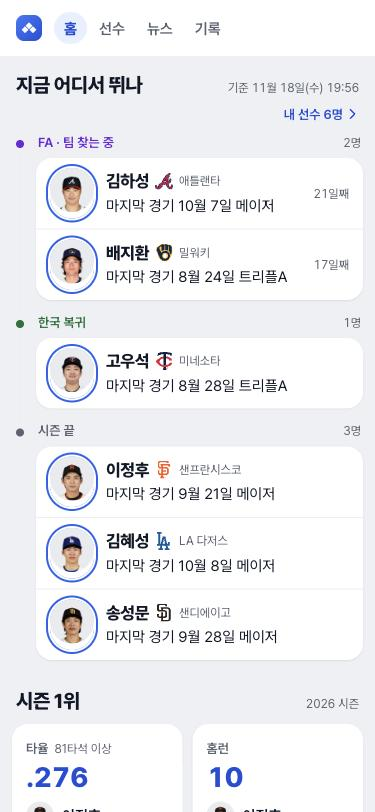 홈 선수 뉴스 기록
지금 어디서 뛰나 기준 11월 18일(수) 19:56
내 선수 6명
FA · 팀 찾는 중 2명
김하성 애틀랜타
마지막 경기 10월 7일 메이저 21일째
배지환 밀워키
마지막 경기 8월 24일 트리플A 17일째
한국 복귀 1명
고우석 미네소타
마지막 경기 8월 28일 트리플A
시즌 끝 3명
이정후 샌프란시스코
마지막 경기 9월 21일 메이저
김혜성 LA 다저스
마지막 경기 10월 8일 메이저
송성문 샌디에이고
마지막 경기 9월 28일 메이저
시즌 1위 2026 시즌
타율 81타석 이상 홈런
.276 10